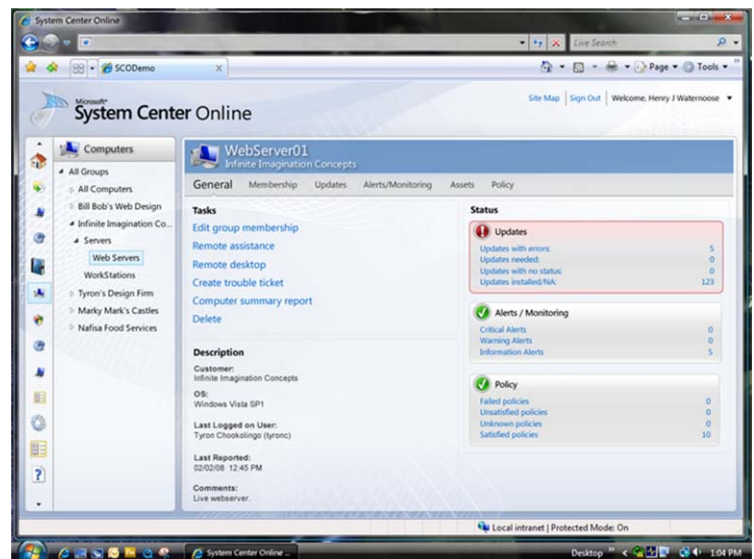 System Center Online
Live Search
SCODemo
Page
Tools
Microsoft
System Center Online
Site Map | Sign Out | Welcome, Henry J Waternoose
Computers
All Groups
All Computers
Bill Bob's Web Design
Infinite Imagination Co...
Servers
Web Servers
WorkStations
Tyron's Design Firm
Marky Mark's Castles
Nafisa Food Services
WebServer01
Infinite Imagination Concepts
General Membership Updates Alerts/Monitoring Assets Policy
Tasks
Edit group membership
Remote assistance
Remote desktop
Create trouble ticket
Computer summary report
Delete
Description
Customer:
Infinite Imagination Concepts
OS:
Windows Vista SP1
Last Logged on User:
Tyron Chookolingo (tyronc)
Last Reported:
02/02/08 12:45 PM
Comments:
Live webserver.
Status
Updates
Updates with errors: 5
Updates needed: 0
Updates with no status: 0
Updates installed/NA: 123
Alerts / Monitoring
Critical Alerts 0
Warning Alerts 0
Information Alerts 5
Policy
Failed policies 0
Unsatisfied policies 0
Unknown policies 0
Satisfied policies 10
Local intranet | Protected Mode: On
System Center Online ...
Desktop
1:04 PM